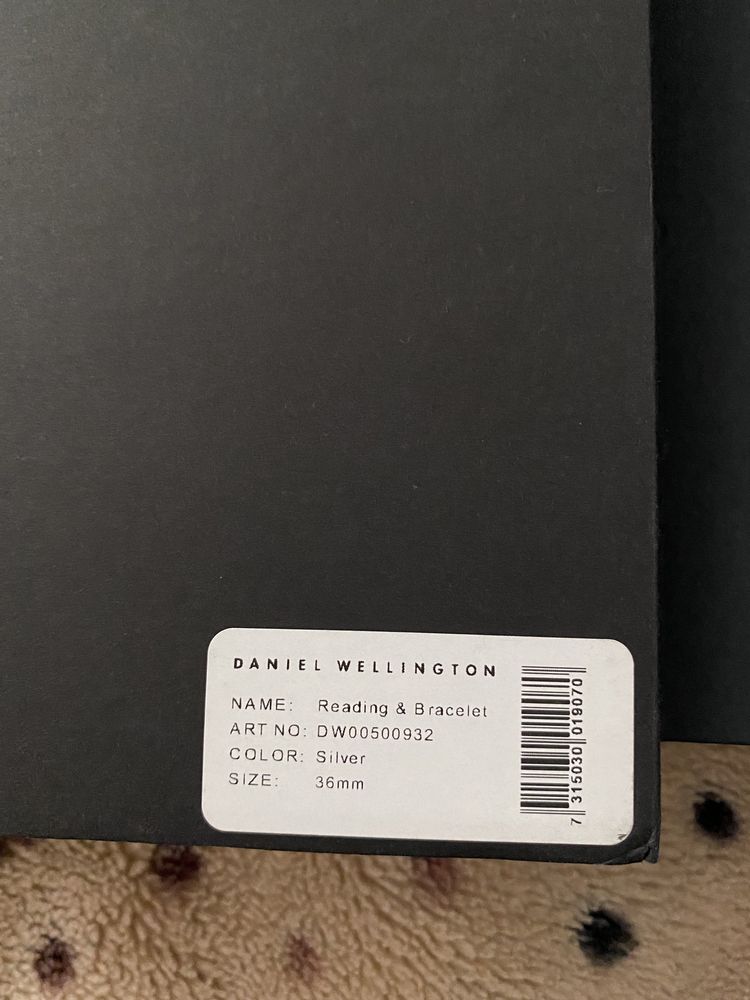 DANIEL WELLINGTON
NAME: Reading & Bracelet
ART NO: DW00500932
COLOR: Silver
SIZE: 36mm
7 315030 019070